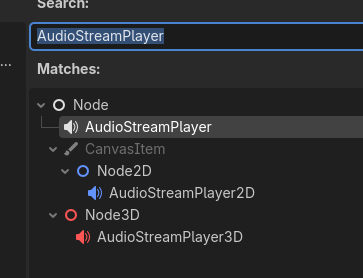 Search:
AudioStreamPlayer
...
Matches:
Node
AudioStreamPlayer
CanvasItem
Node2D
AudioStreamPlayer2D
Node3D
AudioStreamPlayer3D